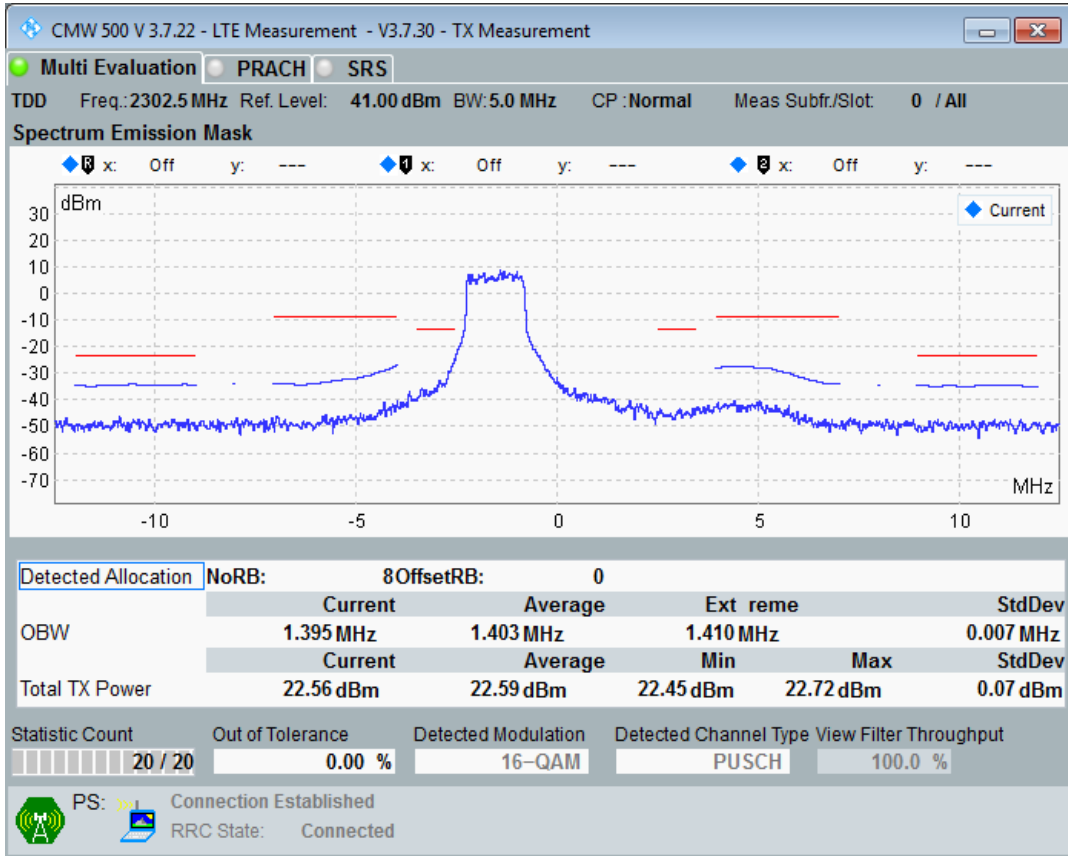 CMW 500 V 3.7.22 - LTE Measurement - V3.7.30 - TX Measurement
Multi Evaluation PRACH SRS
TDD Freq.: 2302.5 MHz Ref. Level: 41.00 dBm BW: 5.0 MHz CP : Normal Meas Subfr./Slot: 0 / All
Spectrum Emission Mask
R x: Off y: --- 1 x: Off y: --- 2 x: Off y: ---
dBm
Current
30
20
10
0
-10
-20
-30
-40
-50
-60
-70
MHz
-10 -5 0 5 10
Detected Allocation NoRB: 8 OffsetRB: 0
Current Average Ext reme StdDev
OBW 1.395 MHz 1.403 MHz 1.410 MHz 0.007 MHz
Current Average Min Max StdDev
Total TX Power 22.56 dBm 22.59 dBm 22.45 dBm 22.72 dBm 0.07 dBm
Statistic Count Out of Tolerance Detected Modulation Detected Channel Type View Filter Throughput
20 / 20 0.00 % 16-QAM PUSCH 100.0 %
PS: Connection Established
RRC State: Connected